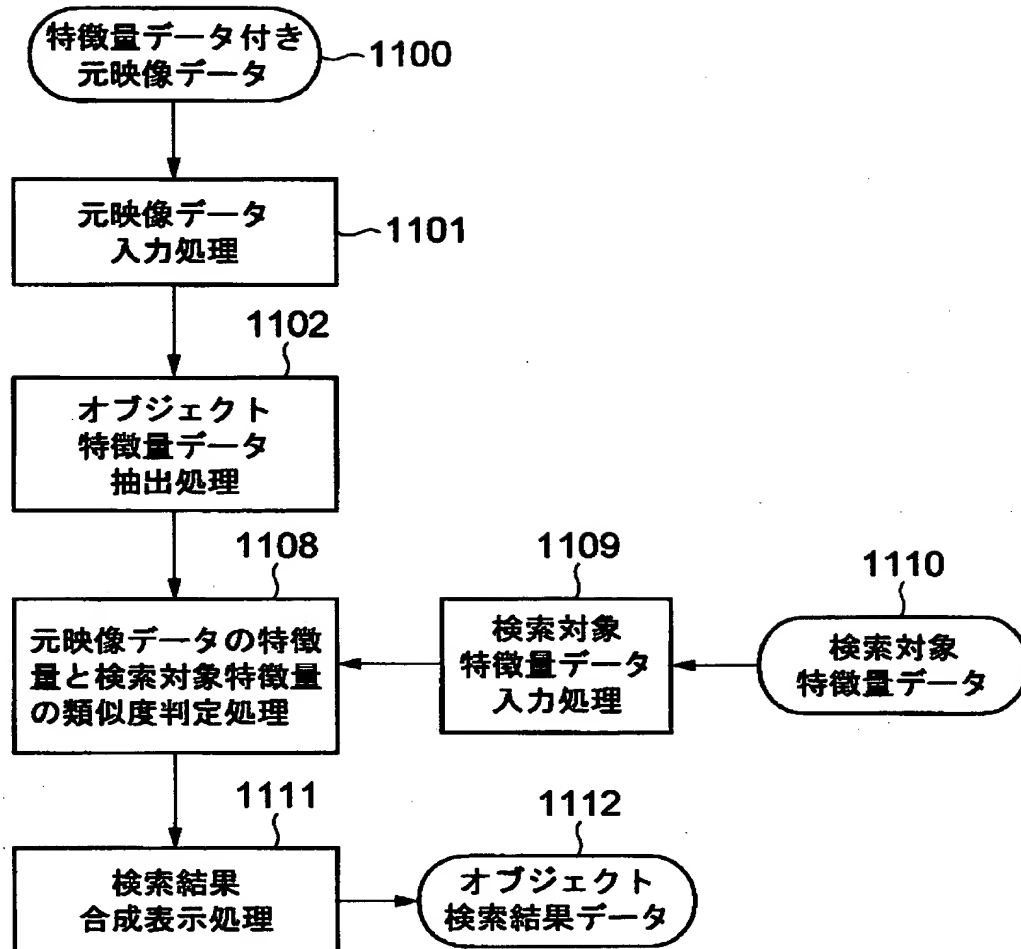 特徴量データ付き
元映像データ
1100
元映像データ
入力処理
1101
1102
オブジェクト
特徴量データ
抽出処理
1108
元映像データの特徴
量と検索対象特徴量
の類似度判定処理
1109
検索対象
特徴量データ
入力処理
1110
検索対象
特徴量データ
1111
検索結果
合成表示処理
1112
オブジェクト
検索結果データ